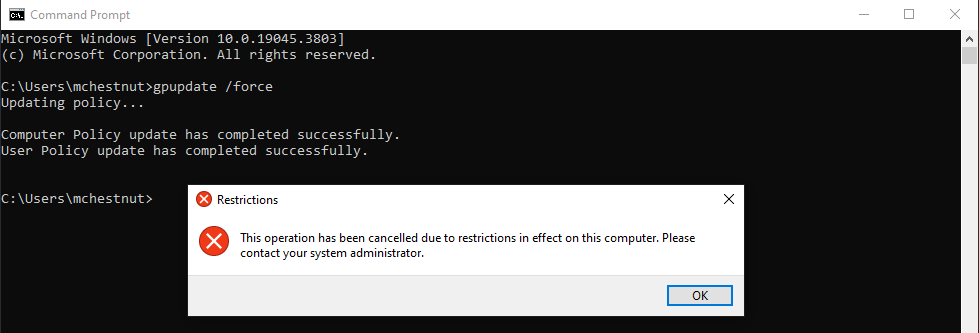 Command Prompt
Microsoft Windows [Version 10.0.19045.3803]
(c) Microsoft Corporation. All rights reserved.
C:\Users\mchestnut>gpupdate /force
Updating policy...
Computer Policy update has completed successfully.
User Policy update has completed successfully.
C:\Users\mchestnut>
Restrictions
This operation has been cancelled due to restrictions in effect on this computer. Please
contact your system administrator.
OK